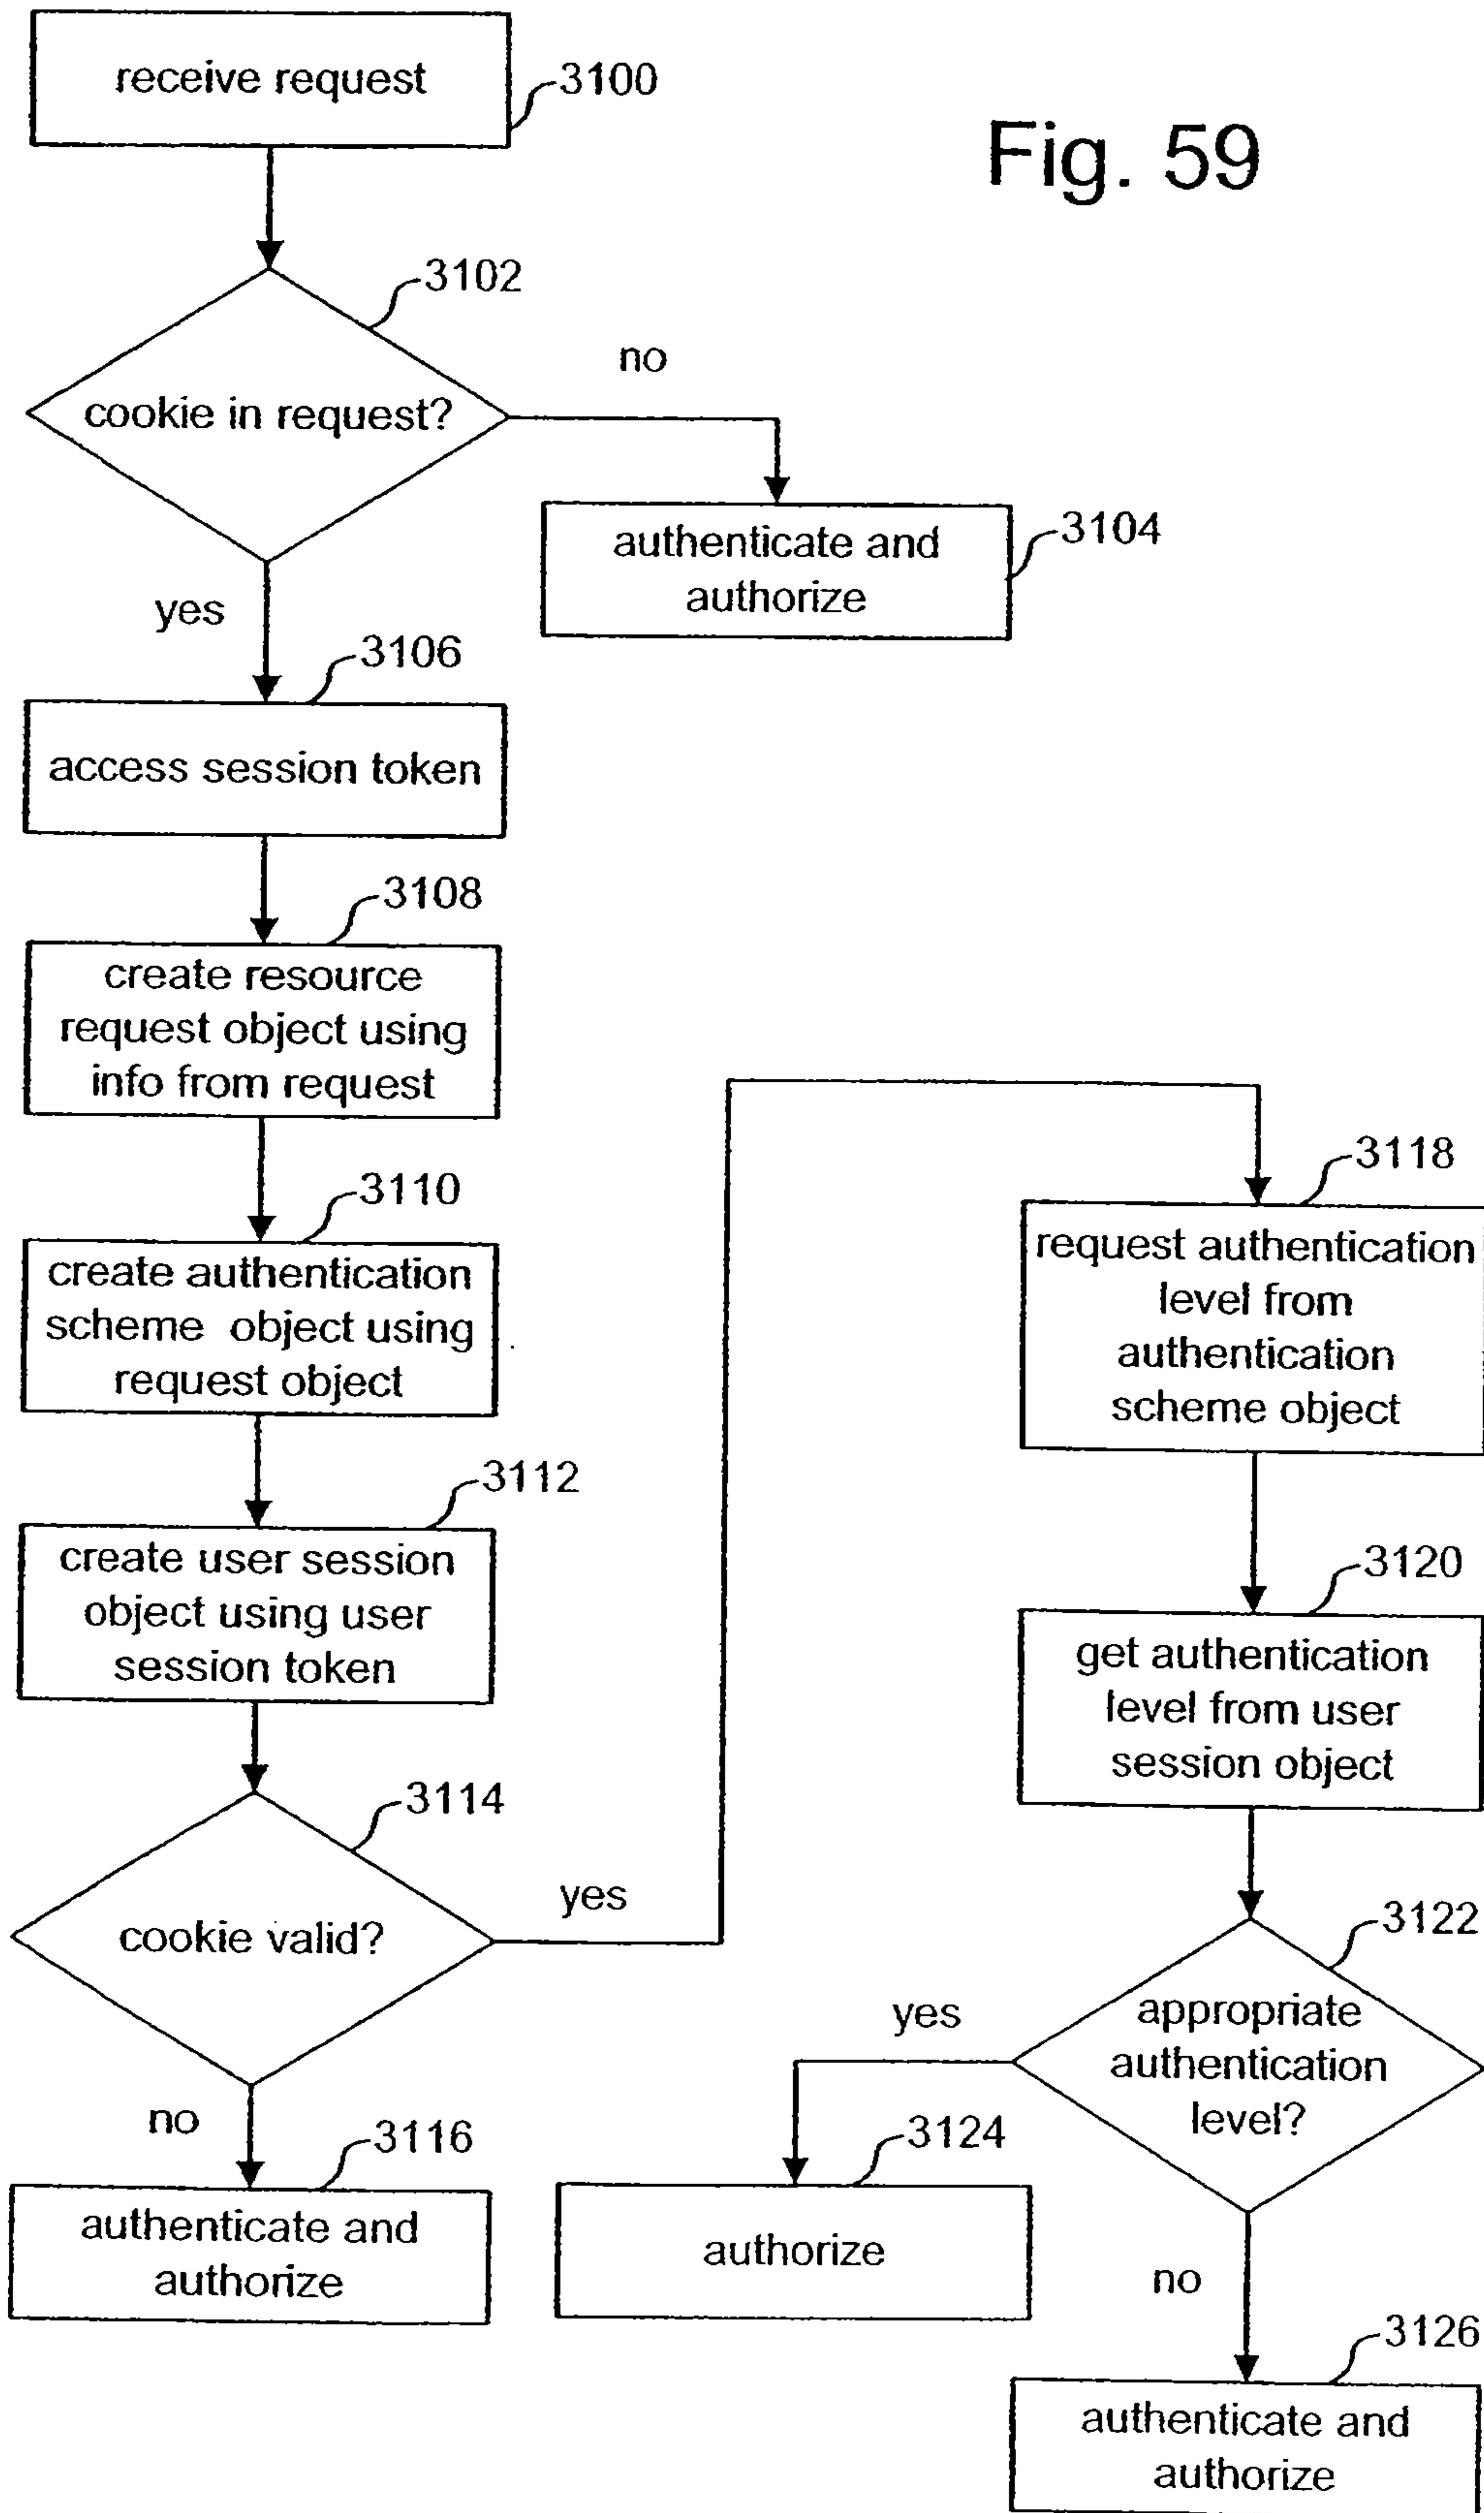 receive request
3100
Fig. 59
3102
cookie in request?
no
authenticate and
authorize
3104
yes
3106
access session token
3108
create resource
request object using
info from request
3110
create authentication
scheme object using
request object
3112
create user session
object using user
session token
3114
cookie valid?
yes
no
3116
authenticate and
authorize
3118
request authentication
level from
authentication
scheme object
3120
get authentication
level from user
session object
3122
appropriate
authentication
level?
yes
3124
authorize
no
3126
authenticate and
authorize